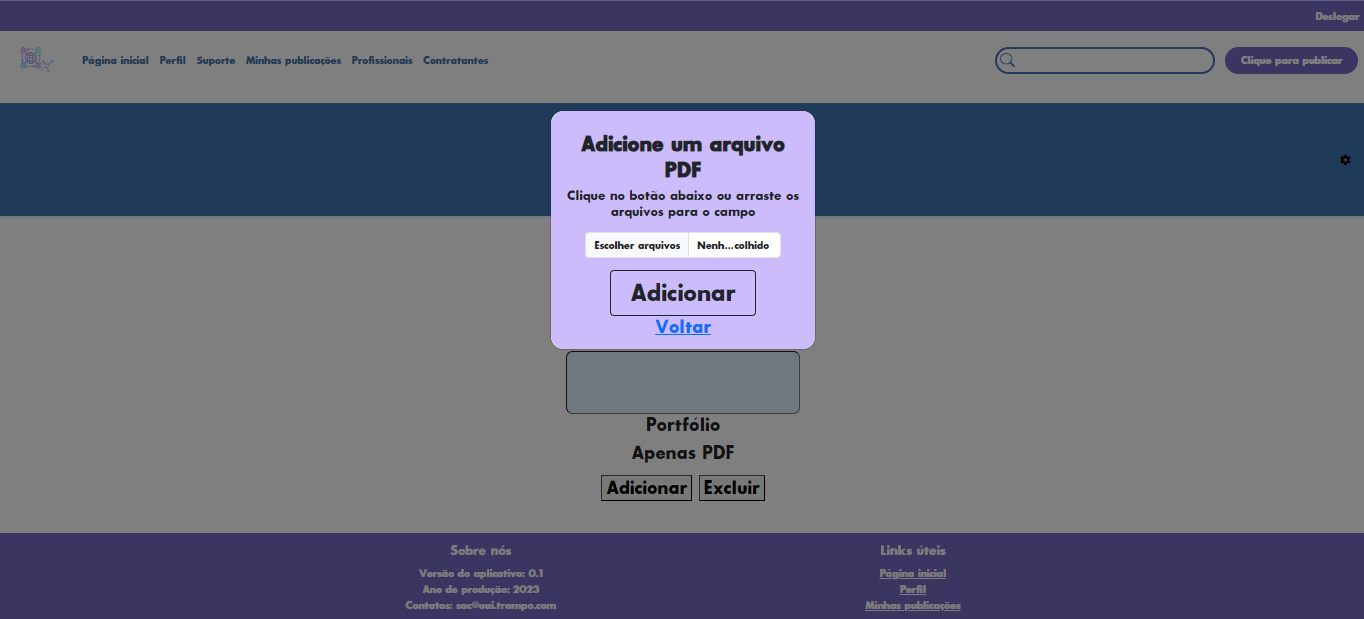 Deslogar
Página inicial Perfil Suporte Minhas publicações Profissionais Contratantes Clique para publicar
Adicione um arquivo
PDF
Clique no botão abaixo ou arraste os
arquivos para o campo
Escolher arquivos Nenh...colhido
Adicionar
Voltar
Portfólio
Apenas PDF
Adicionar Excluir
Sobre nós
Versão do aplicativo: 0.1
Ano de produção: 2023
Contatos: sac@uai.trampo.com
Links úteis
Página inicial
Perfil
Minhas publicações